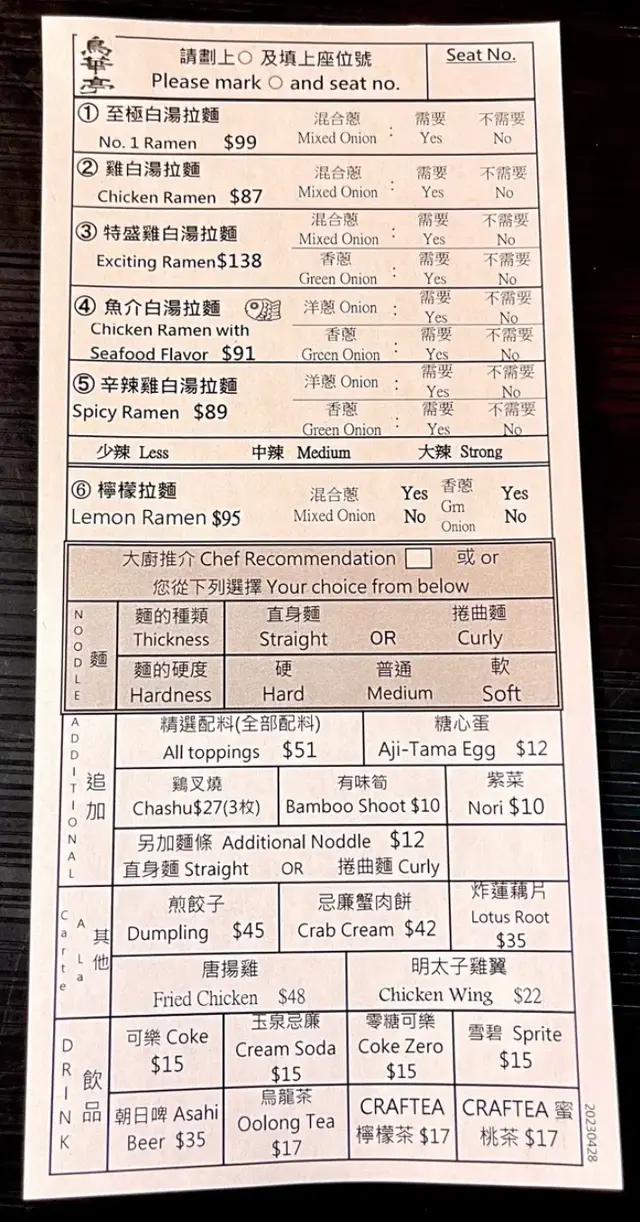 鳥華亭
請劃上○及填上座位號
Please mark ○ and seat no.
Seat No.
① 至極白湯拉麵
No. 1 Ramen $99
混合蔥 需要 不需要
Mixed Onion : Yes No
② 雞白湯拉麵
Chicken Ramen $87
混合蔥 需要 不需要
Mixed Onion : Yes No
③ 特盛雞白湯拉麵
Exciting Ramen$138
混合蔥 需要 不需要
Mixed Onion : Yes No
香蔥 需要 不需要
Green Onion : Yes No
④ 魚介白湯拉麵
Chicken Ramen with
Seafood Flavor $91
洋蔥 Onion : 需要 不需要
Yes No
香蔥 需要 不需要
Green Onion : Yes No
⑤ 辛辣雞白湯拉麵
Spicy Ramen $89
洋蔥 Onion : 需要 不需要
Yes No
香蔥 需要 不需要
Green Onion : Yes No
少辣 Less 中辣 Medium 大辣 Strong
⑥ 檸檬拉麵
Lemon Ramen $95
混合蔥
Mixed Onion
Yes
No
香蔥
Grn
Onion
Yes
No
大廚推介 Chef Recommendation 或 or
您從下列選擇 Your choice from below
NOODLE 麵
麵的種類 直身麵 捲曲麵
Thickness Straight OR Curly
麵的硬度 硬 普通 軟
Hardness Hard Medium Soft
ADDITIONAL 追加
精選配料(全部配料)
All toppings $51
糖心蛋
Aji-Tama Egg $12
鶏叉燒
Chashu$27(3枚)
有味筍
Bamboo Shoot $10
紫菜
Nori $10
另加麵條 Additional Noddle $12
直身麵 Straight OR 捲曲麵 Curly
A La Carte 其他
煎餃子
Dumpling $45
忌廉蟹肉餅
Crab Cream $42
炸蓮藕片
Lotus Root
$35
唐揚雞
Fried Chicken $48
明太子雞翼
Chicken Wing $22
DRINK 飲品
可樂 Coke
$15
玉泉忌廉
Cream Soda
$15
零糖可樂
Coke Zero
$15
雪碧 Sprite
$15
朝日啤 Asahi
Beer $35
烏龍茶
Oolong Tea
$17
CRAFTEA
檸檬茶 $17
CRAFTEA 蜜
桃茶 $17
20230428